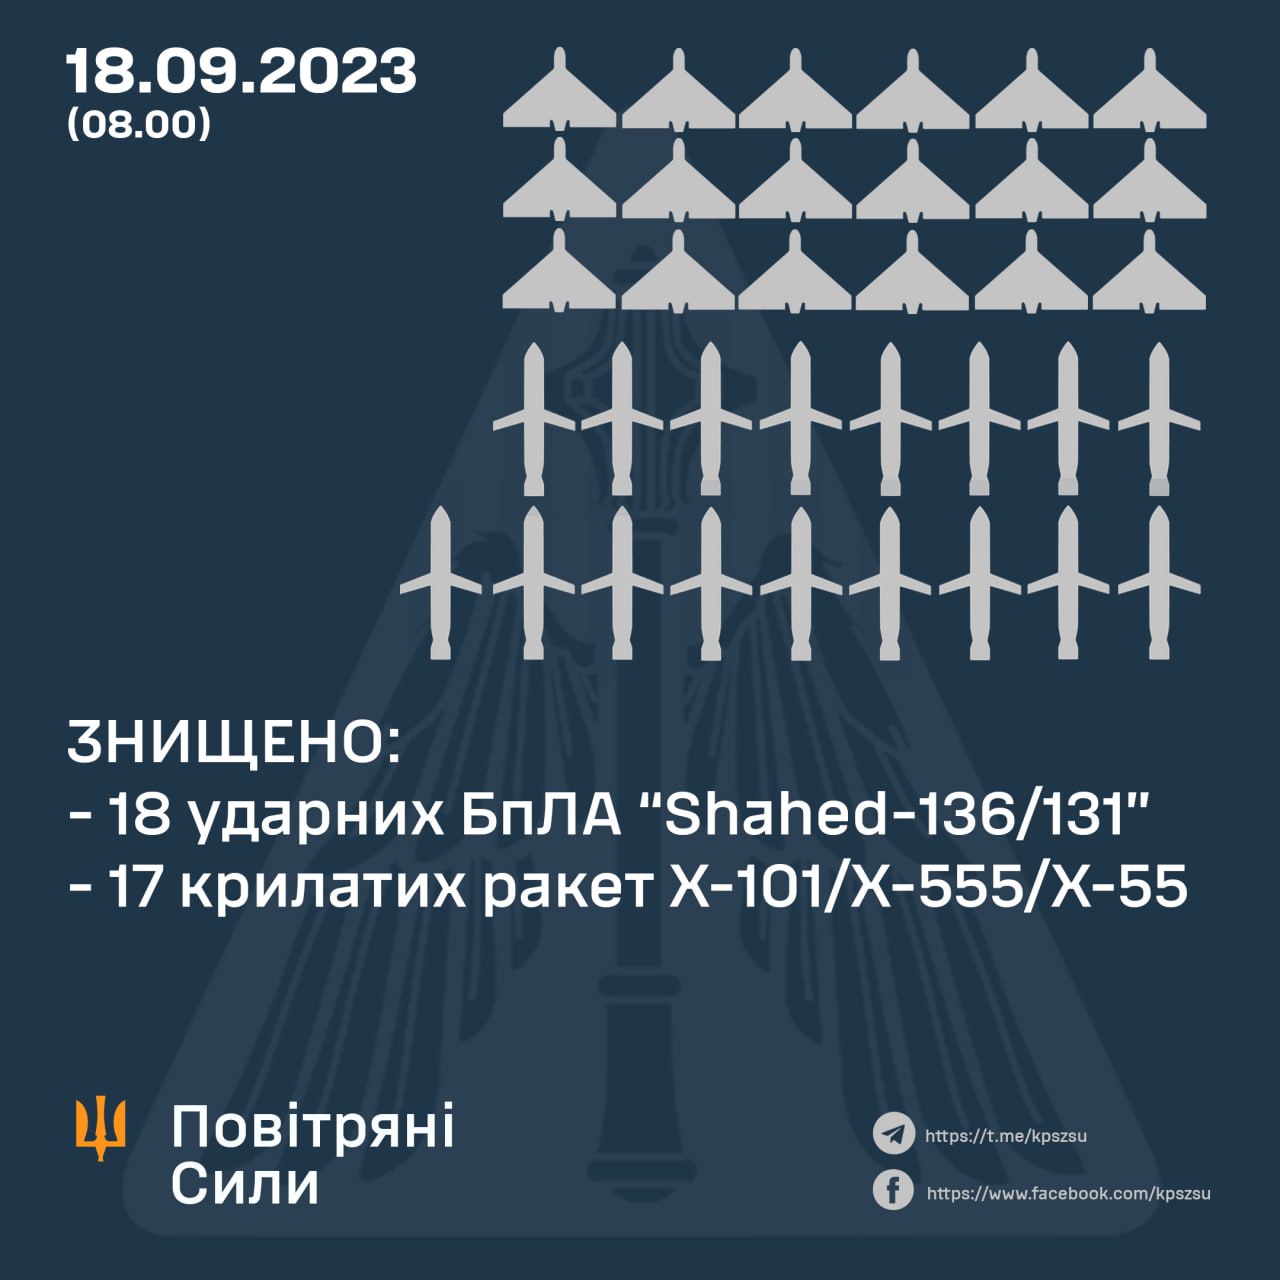 18.09.2023
(08.00)
ЗНИЩЕНО:
- 18 ударних БпЛА “Shahed-136/131”
- 17 крилатих ракет Х-101/Х-555/Х-55
Повітряні
Сили
https://t.me/kpszsu
https://www.facebook.com/kpszsu